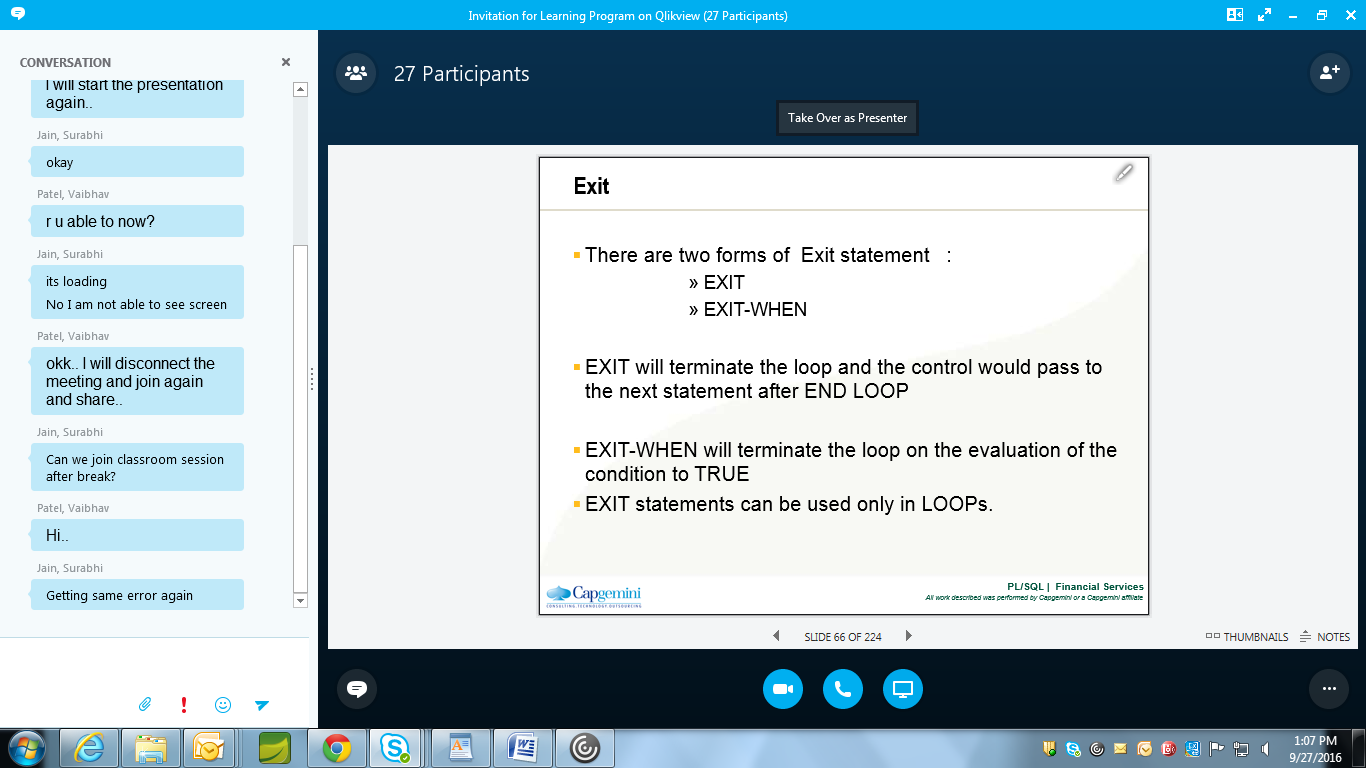 Invitation for Learning Program on Qlikview (27 Participants)
CONVERSATION
I will start the presentation
again..
Jain, Surabhi
okay
Patel, Vaibhav
r u able to now?
Jain, Surabhi
its loading
No I am not able to see screen
Patel, Vaibhav
okk.. I will disconnect the
meeting and join again
and share..
Jain, Surabhi
Can we join classroom session
after break?
Patel, Vaibhav
Hi..
Jain, Surabhi
Getting same error again
27 Participants
Take Over as Presenter
Exit
There are two forms of  Exit statement   :
» EXIT
» EXIT-WHEN
EXIT will terminate the loop and the control would pass to
the next statement after END LOOP
EXIT-WHEN will terminate the loop on the evaluation of the
condition to TRUE
EXIT statements can be used only in LOOPs.
Capgemini
CONSULTING.TECHNOLOGY.OUTSOURCING
PL/SQL | Financial Services
All work described was performed by Capgemini or a Capgemini affiliate
SLIDE 66 OF 224
THUMBNAILS
NOTES
1:07 PM
9/27/2016